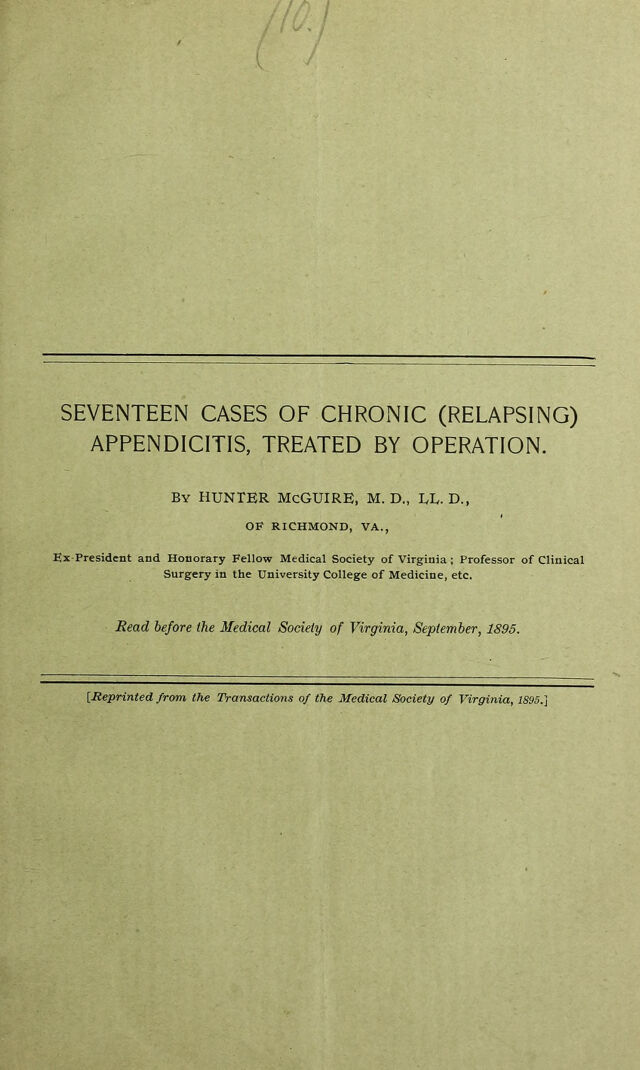 (10.)
SEVENTEEN CASES OF CHRONIC (RELAPSING)
APPENDICITIS, TREATED BY OPERATION.
By HUNTER McGUIRE, M. D., LL. D.,
OF RICHMOND, VA.,
Ex-President and Honorary Fellow Medical Society of Virginia; Professor of Clinical
Surgery in the University College of Medicine, etc.
Read before the Medical Society of Virginia, September, 1895.
[Reprinted from the Transactions of the Medical Society of Virginia, 1895.]